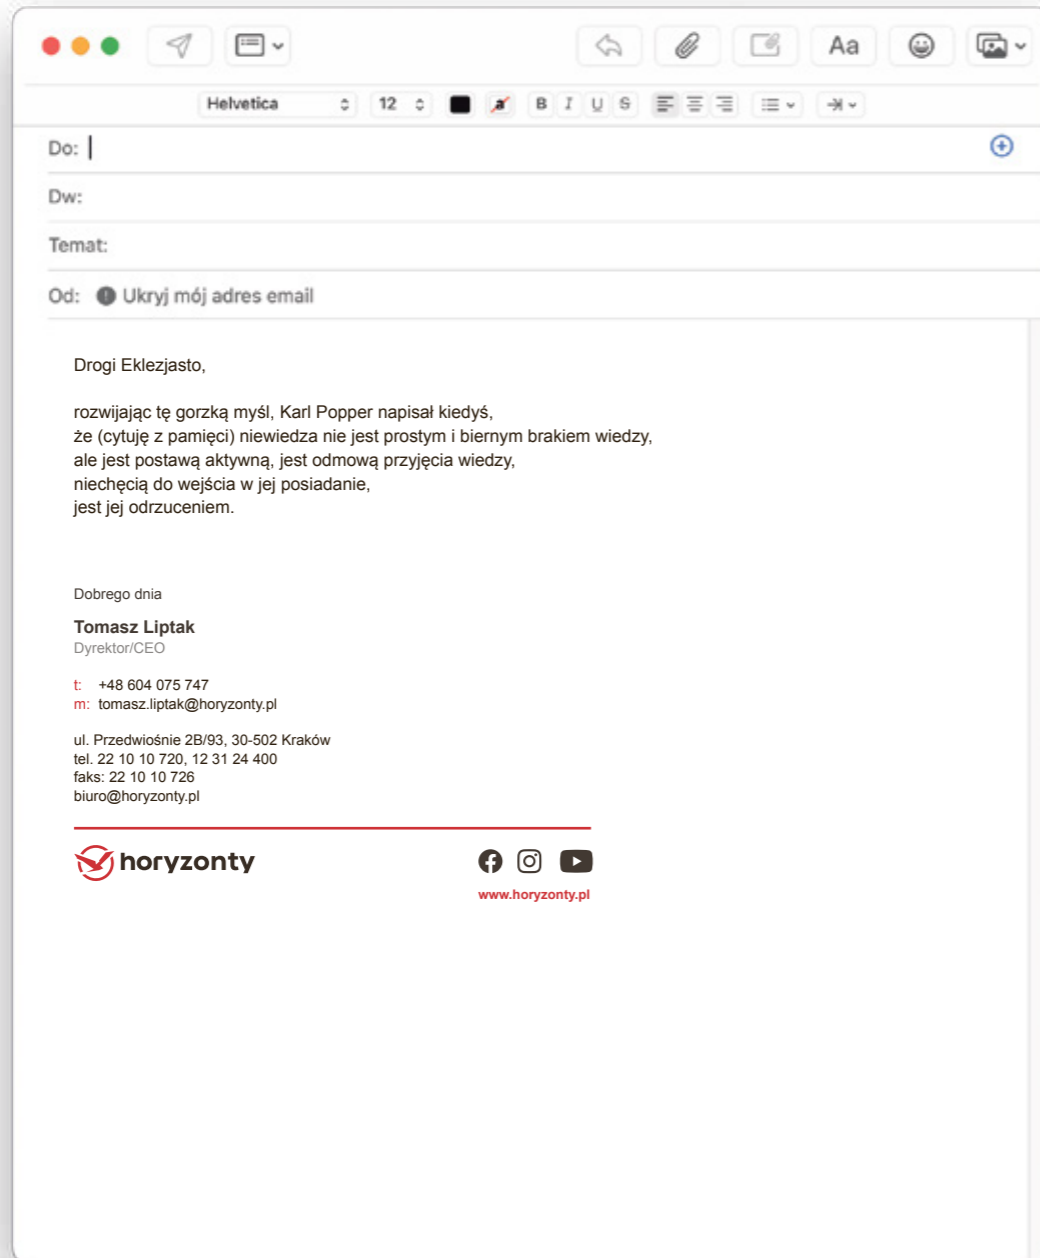 Aa
Helvetica 12 a B I U S
Do:
Dw:
Temat:
Od: Ukryj mój adres email
Drogi Eklezjasto,
rozwijając tę gorzką myśl, Karl Popper napisał kiedyś,
że (cytuję z pamięci) niewiedza nie jest prostym i biernym brakiem wiedzy,
ale jest postawą aktywną, jest odmową przyjęcia wiedzy,
niechęcią do wejścia w jej posiadanie,
jest jej odrzuceniem.
Dobrego dnia
Tomasz Liptak
Dyrektor/CEO
t: +48 604 075 747
m: tomasz.liptak@horyzonty.pl
ul. Przedwiośnie 2B/93, 30-502 Kraków
tel. 22 10 10 720, 12 31 24 400
faks: 22 10 10 726
biuro@horyzonty.pl
horyzonty
www.horyzonty.pl